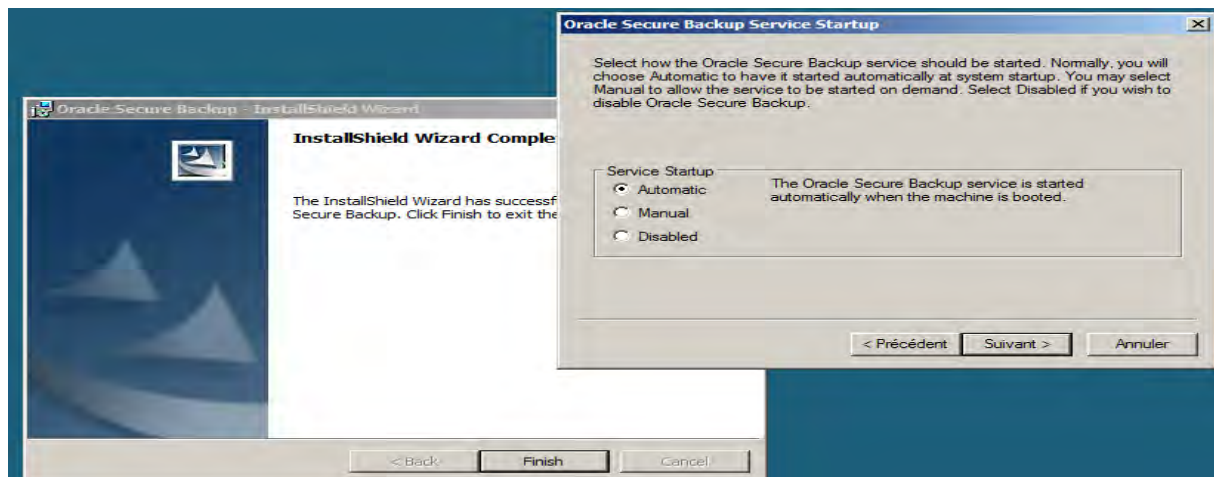 Oracle Secure Backup - InstallShield Wizard
InstallShield Wizard Comple
The InstallShield Wizard has successf
Secure Backup. Click Finish to exit the
< Back
Finish
Cancel
Oracle Secure Backup Service Startup
Select how the Oracle Secure Backup service should be started. Normally, you will
choose Automatic to have it started automatically at system startup. You may select
Manual to allow the service to be started on demand. Select Disabled if you wish to
disable Oracle Secure Backup.
Service Startup
Automatic
The Oracle Secure Backup service is started
automatically when the machine is booted.
Manual
Disabled
< Précédent
Suivant >
Annuler